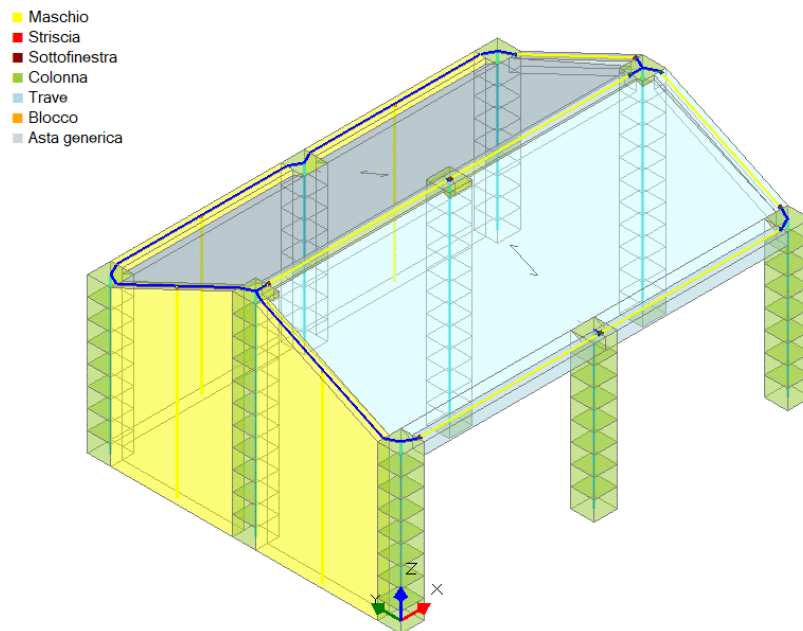 Maschio
Striscia
Sottofinestra
Colonna
Trave
Blocco
Asta generica
Z
Y
X